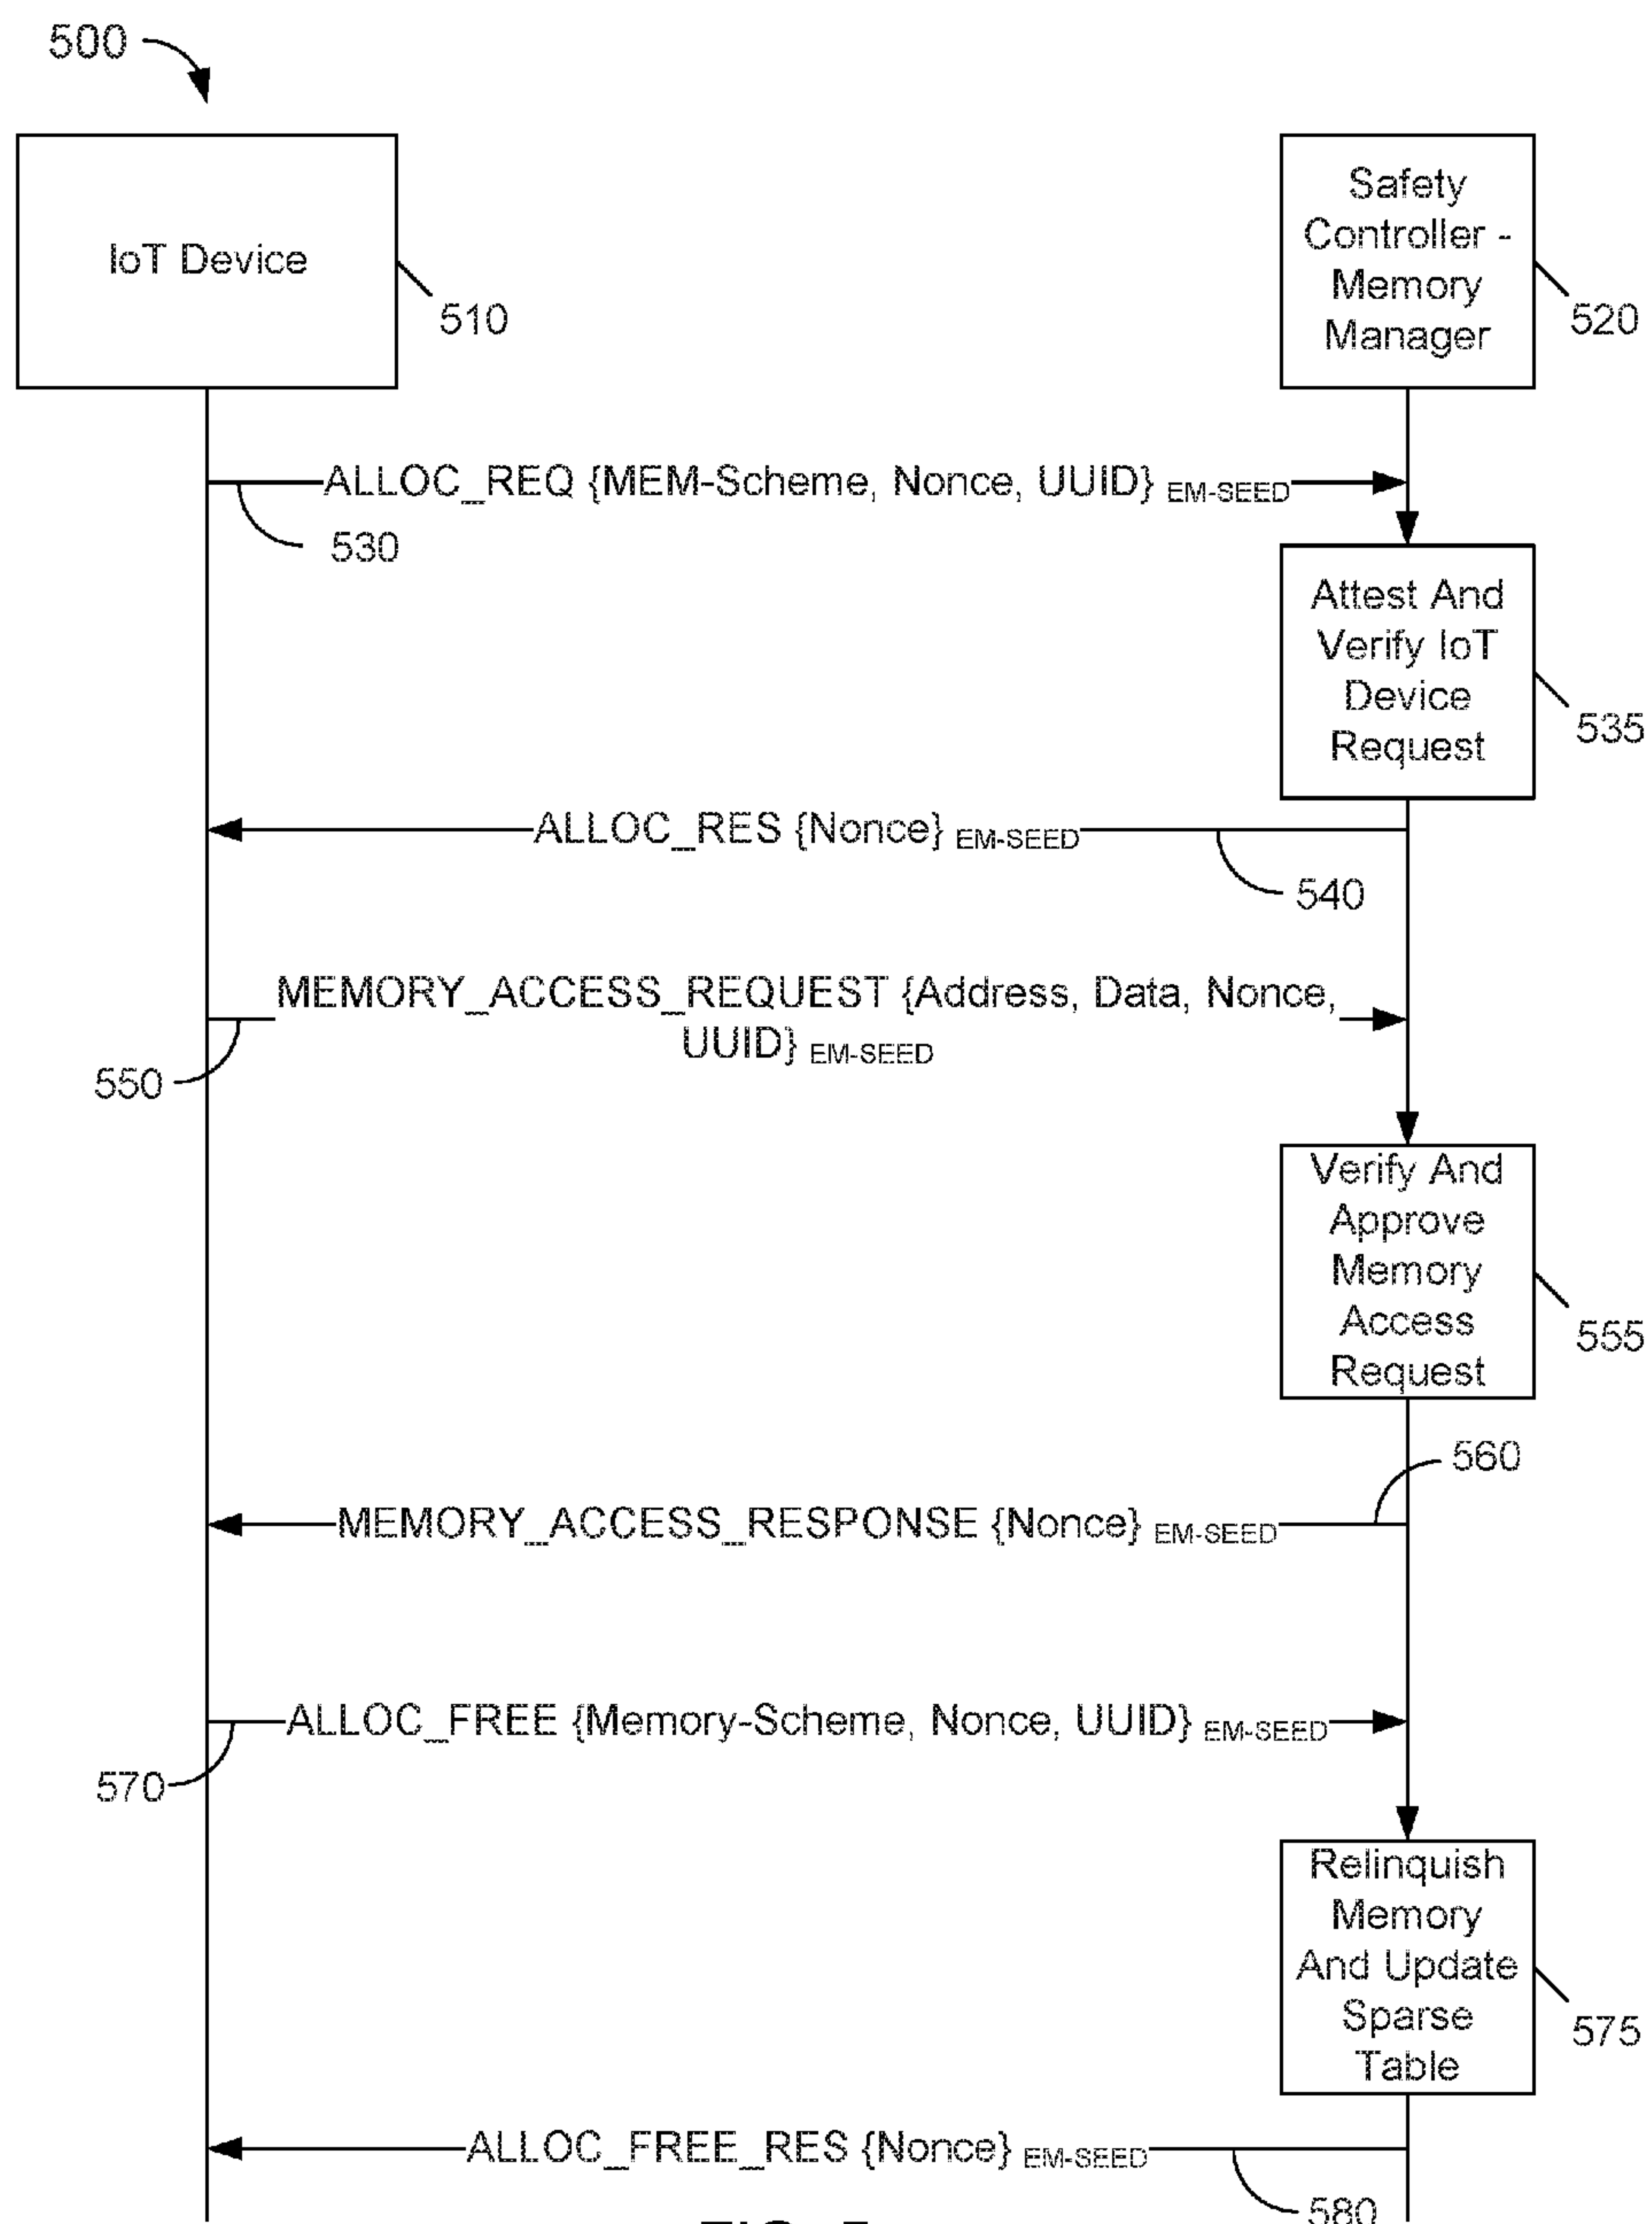 500
IoT Device
510
Safety
Controller -
Memory
Manager
520
ALLOC_REQ {MEM-Scheme, Nonce, UUID} EM-SEED
530
Attest And
Verify IoT
Device
Request
535
ALLOC_RES {Nonce} EM-SEED
540
MEMORY_ACCESS_REQUEST {Address, Data, Nonce,
UUID} EM-SEED
550
Verify And
Approve
Memory
Access
Request
555
560
MEMORY_ACCESS_RESPONSE {Nonce} EM-SEED
ALLOC_FREE {Memory-Scheme, Nonce, UUID} EM-SEED
570
Relinquish
Memory
And Update
Sparse
Table
575
ALLOC_FREE_RES {Nonce} EM-SEED
580